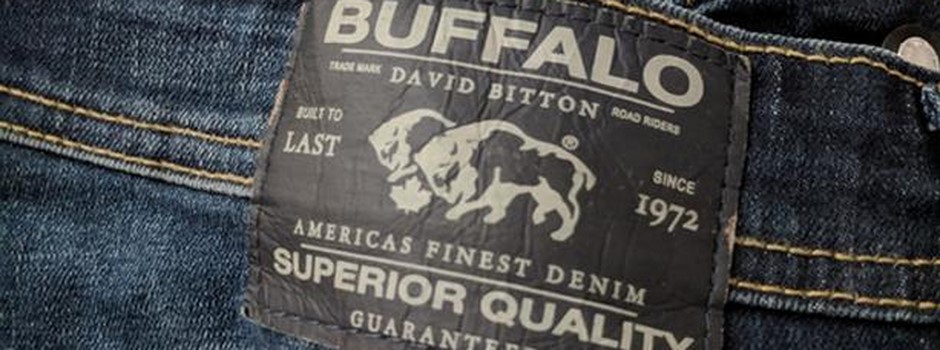 BUFFALO
TRADE MARK DAVID BITTON ROAD RIDERS
BUILT TO
LAST
®
SINCE
1972
AMERICAS FINEST DENIM
SUPERIOR QUALITY